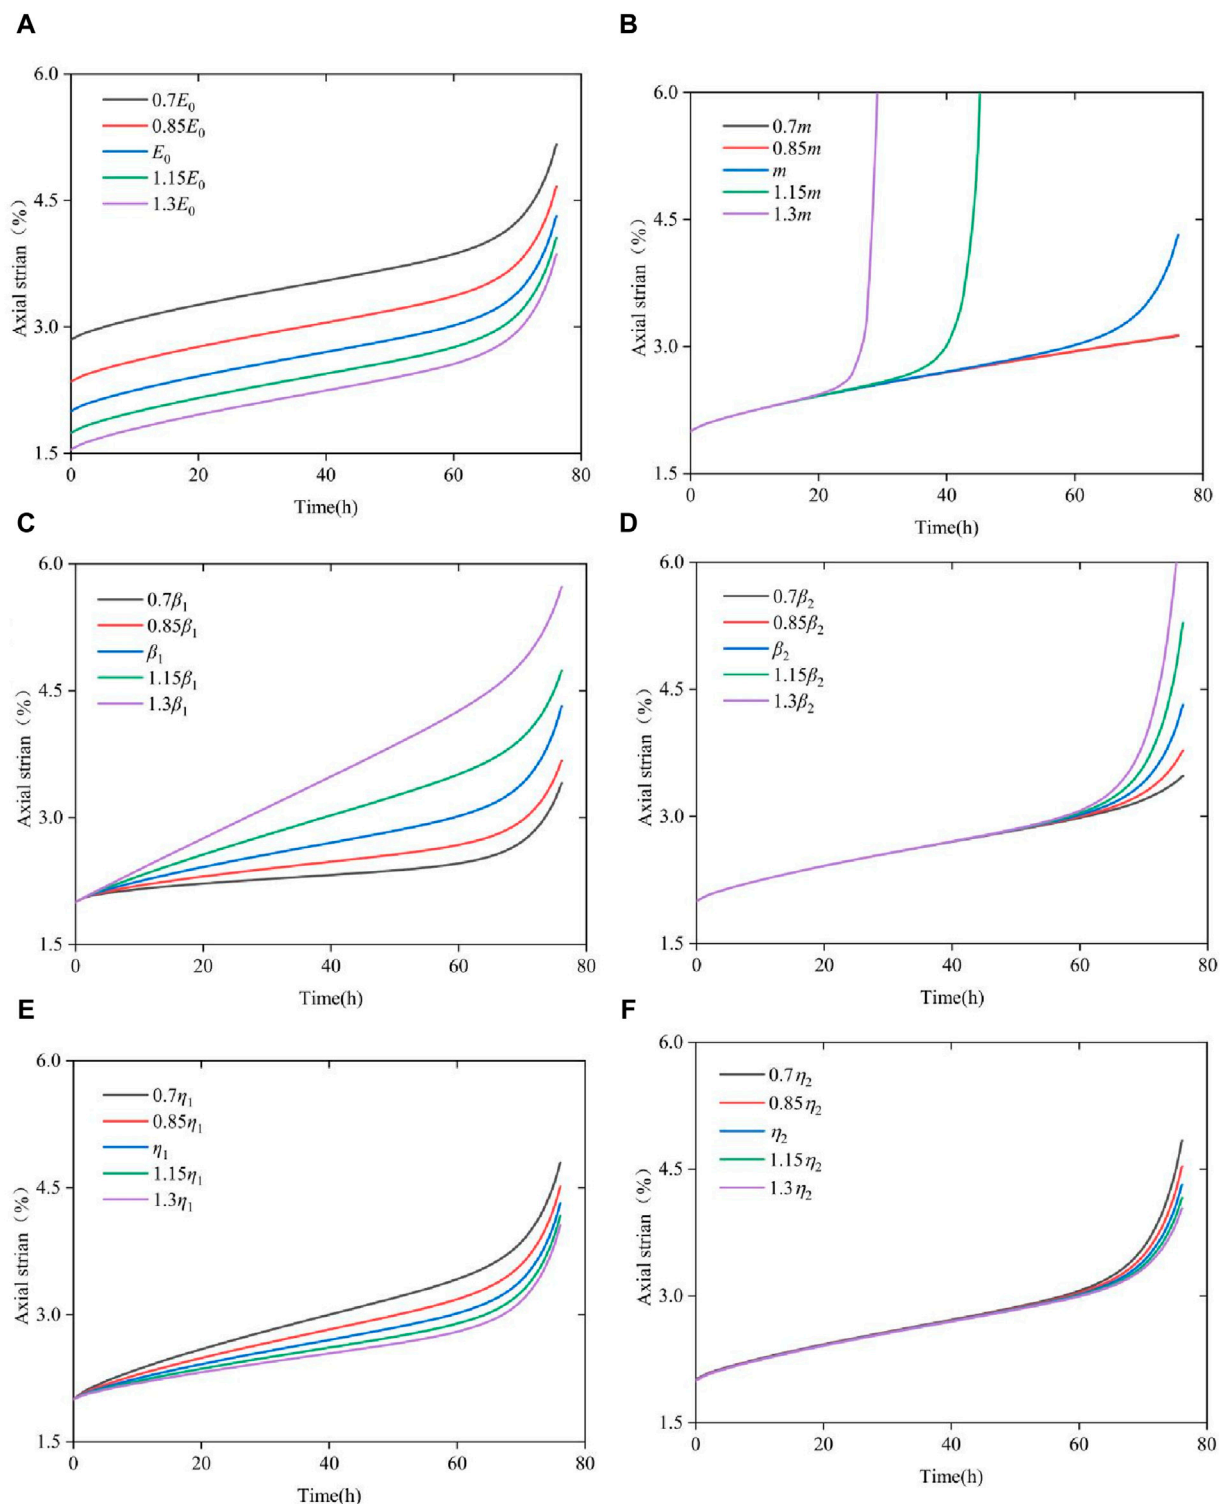 A
6.0
4.5
3.0
1.5
Axial strian (%)
0.7E₀
0.85E₀
E₀
1.15E₀
1.3E₀
0 20 40 60 80
Time(h)
B
6.0
4.5
3.0
1.5
Axial strian (%)
0.7m
0.85m
m
1.15m
1.3m
0 20 40 60 80
Time(h)
C
6.0
4.5
3.0
1.5
Axial strian (%)
0.7β₁
0.85β₁
β₁
1.15β₁
1.3β₁
0 20 40 60 80
Time(h)
D
6.0
4.5
3.0
1.5
Axial strian (%)
0.7β₂
0.85β₂
β₂
1.15β₂
1.3β₂
0 20 40 60 80
Time(h)
E
6.0
4.5
3.0
1.5
Axial strian (%)
0.7η₁
0.85η₁
η₁
1.15η₁
1.3η₁
0 20 40 60 80
Time(h)
F
6.0
4.5
3.0
1.5
Axial strian (%)
0.7η₂
0.85η₂
η₂
1.15η₂
1.3η₂
0 20 40 60 80
Time(h)